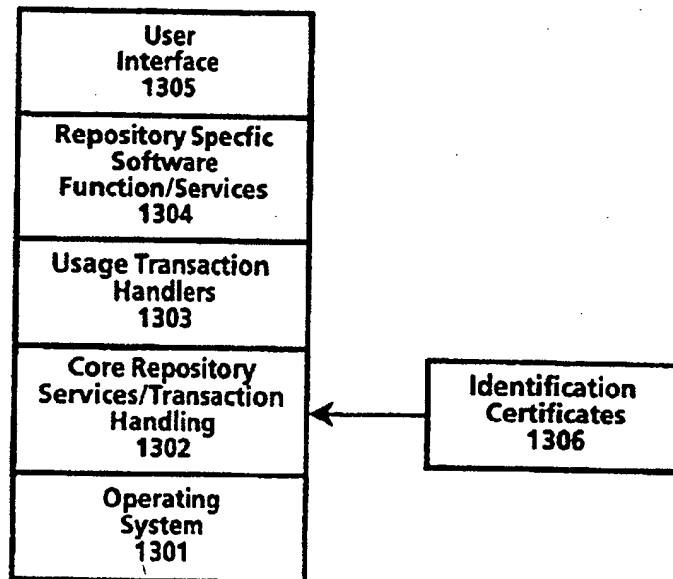 User
Interface
1305
Repository Specfic
Software
Function/Services
1304
Usage Transaction
Handlers
1303
Core Repository
Services/Transaction
Handling
1302
Identification
Certificates
1306
Operating
System
1301